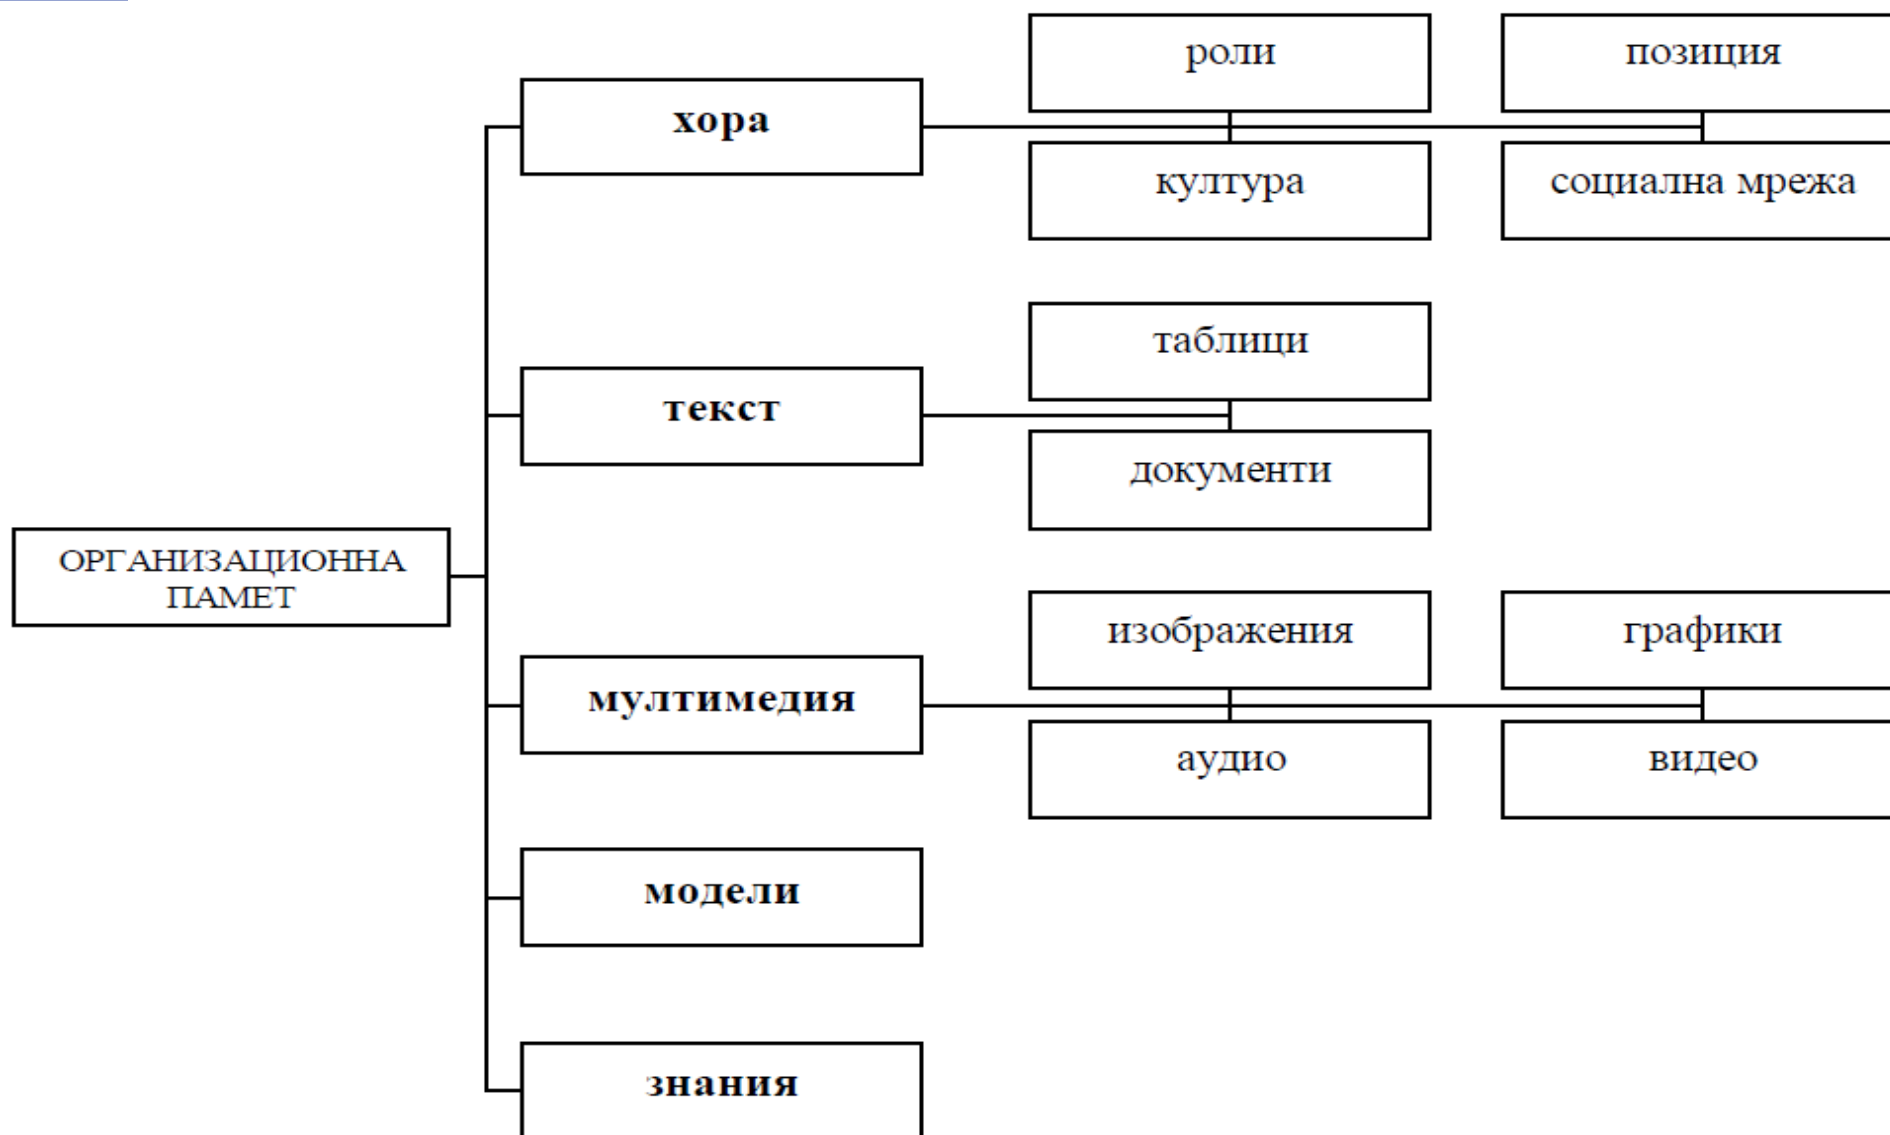 роли
позиция
хора
култура
социална мрежа
таблици
текст
документи
ОРГАНИЗАЦИОННА
ПАМЕТ
изображения
графики
мултимедия
аудио
видео
модели
знания